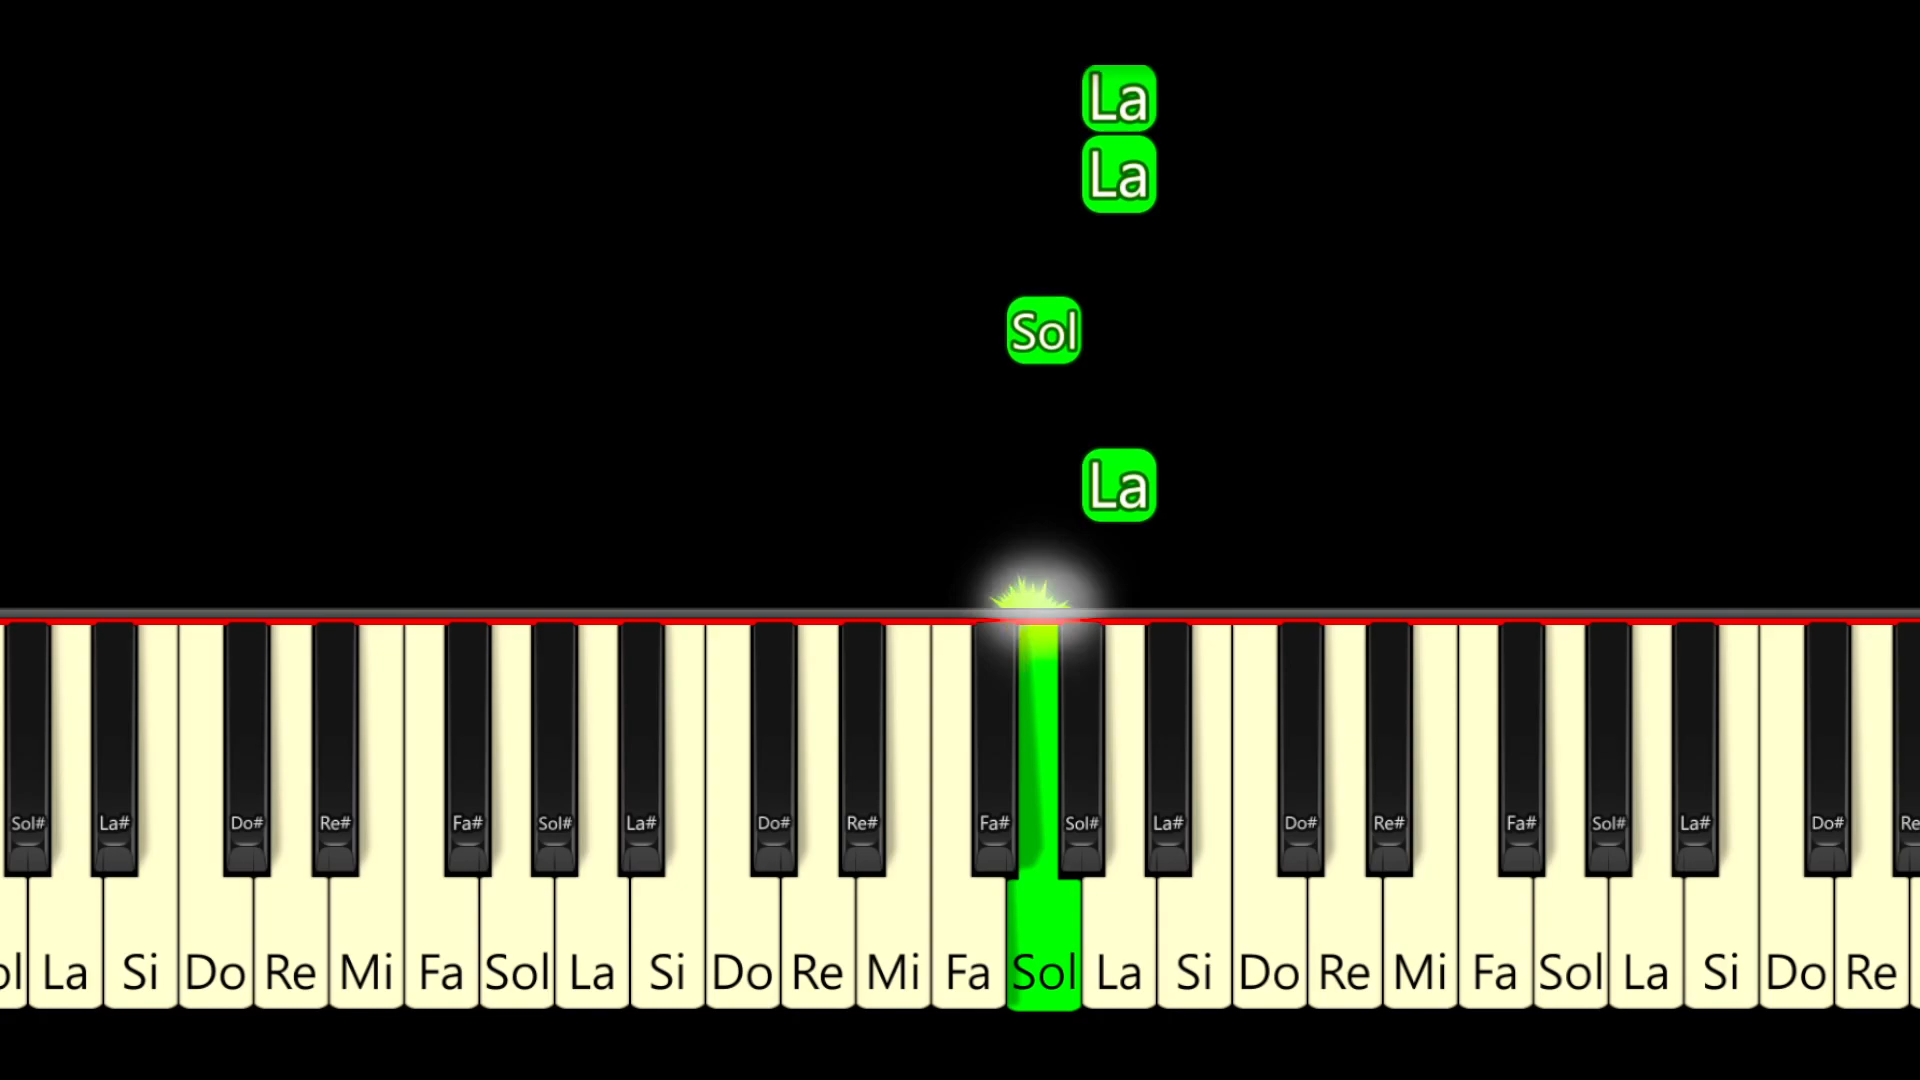 La
La
Sol
La
Sol# La# Do# Re# Fa# Sol# La# Do# Re# Fa# Sol# La# Do# Re# Fa# Sol# La# Do# Re
ol La Si Do Re Mi Fa Sol La Si Do Re Mi Fa Sol La Si Do Re Mi Fa Sol La Si Do Re